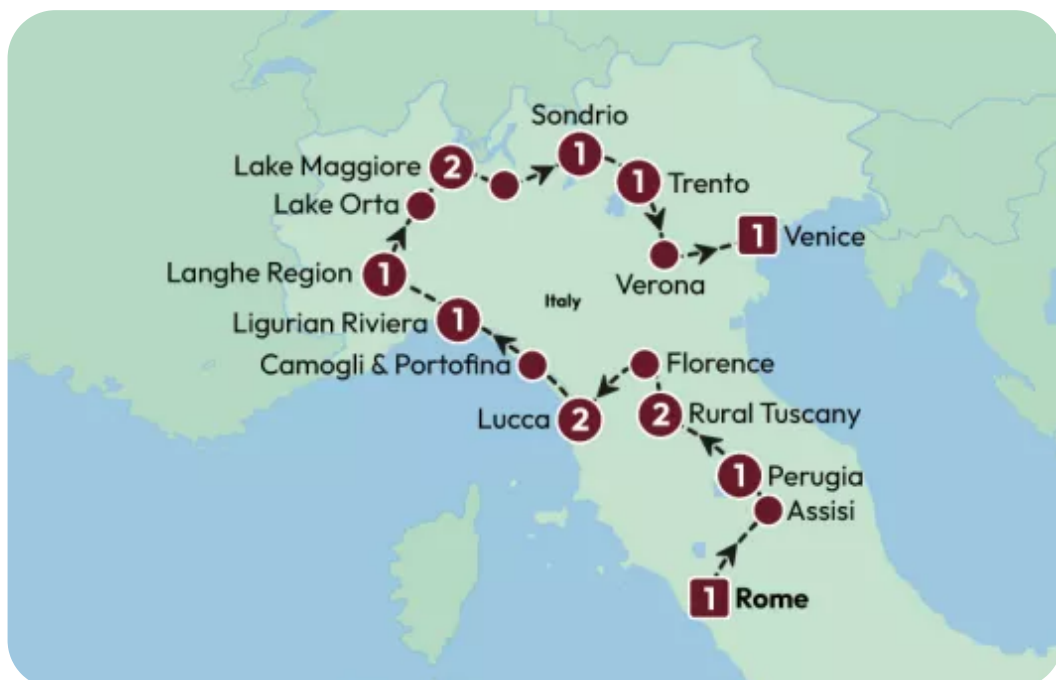 Sondrio
Lake Maggiore 2
1
1 Trento
Lake Orta
1 Venice
Langhe Region 1
Verona
Italy
Ligurian Riviera 1
Camogli & Portofina
Florence
Lucca 2
2 Rural Tuscany
1 Perugia
Assisi
1 Rome